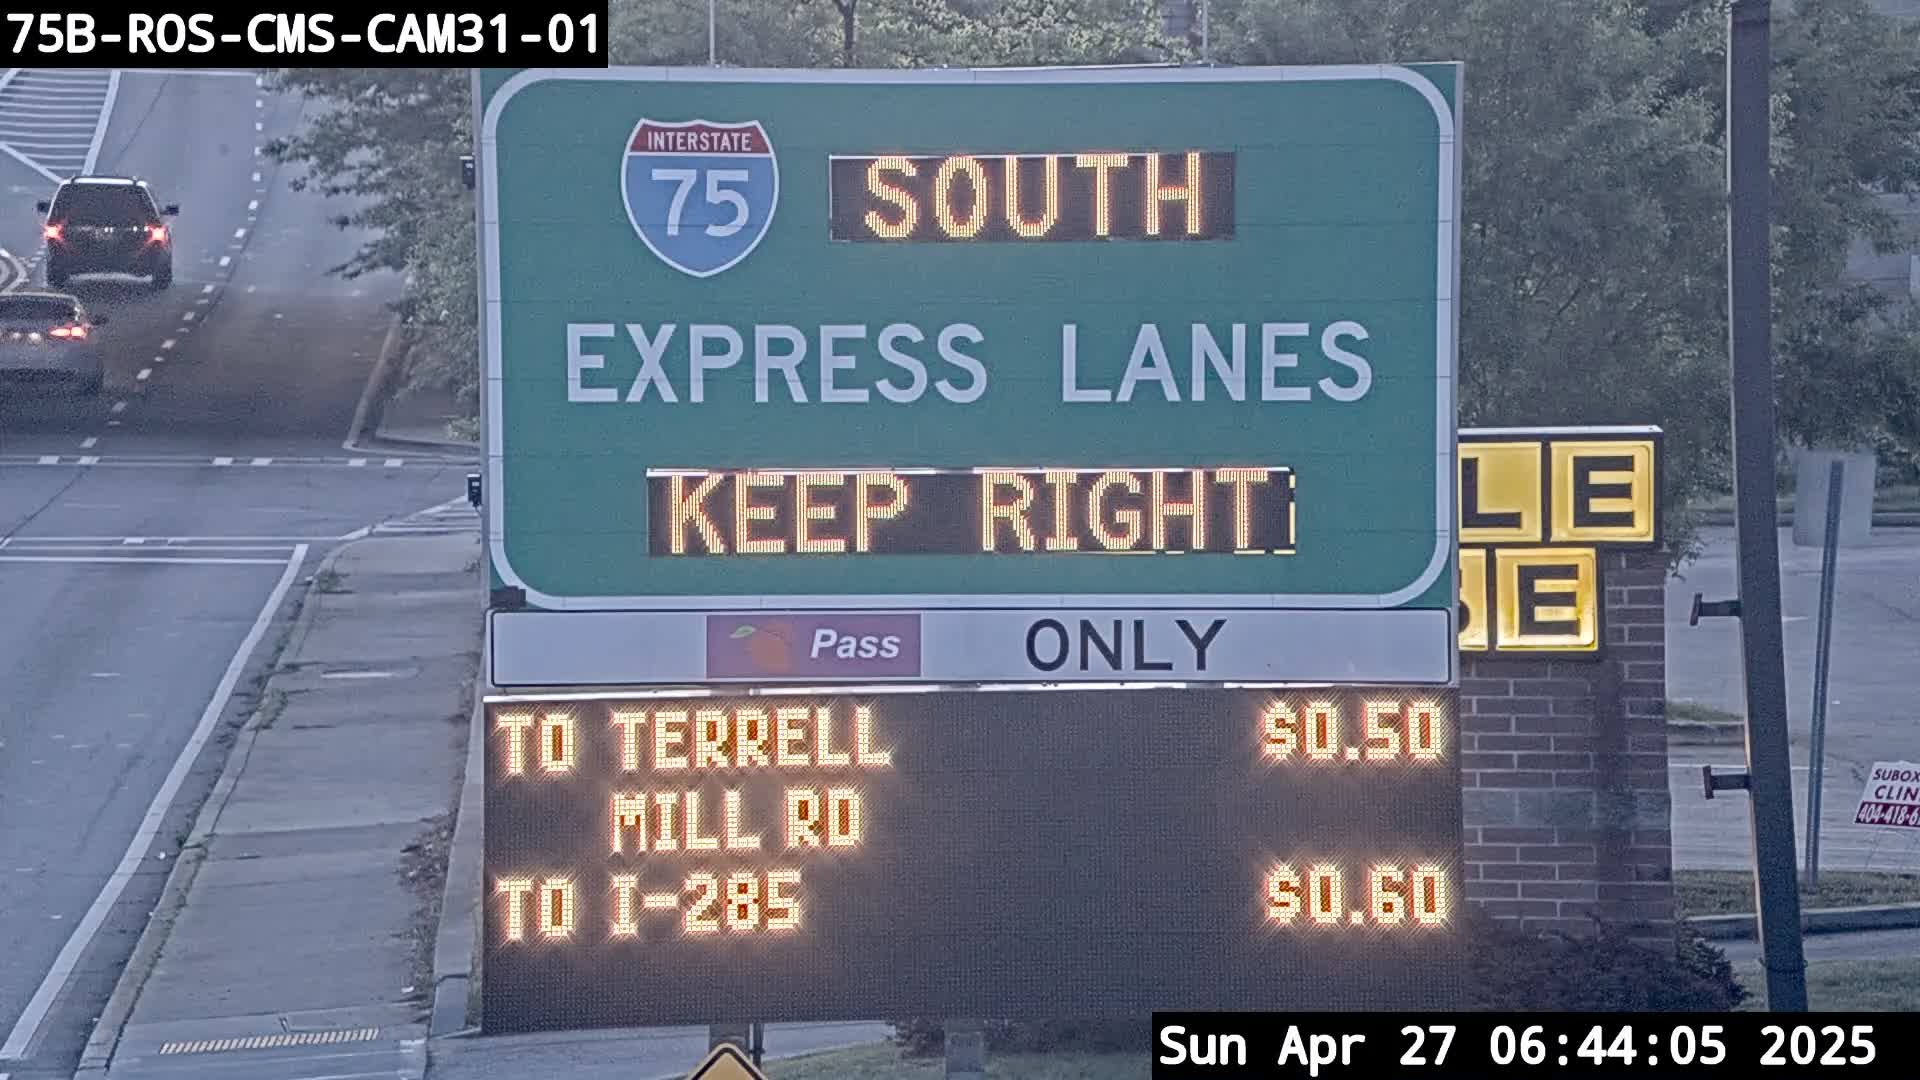 75B-ROS-CMS-CAM31-01
INTERSTATE
75
SOUTH
EXPRESS LANES
KEEP RIGHT
Pass ONLY
TO TERRELL $0.50
MILL RD
TO I-285 $0.60
LE
E
Sun Apr 27 06:44:05 2025